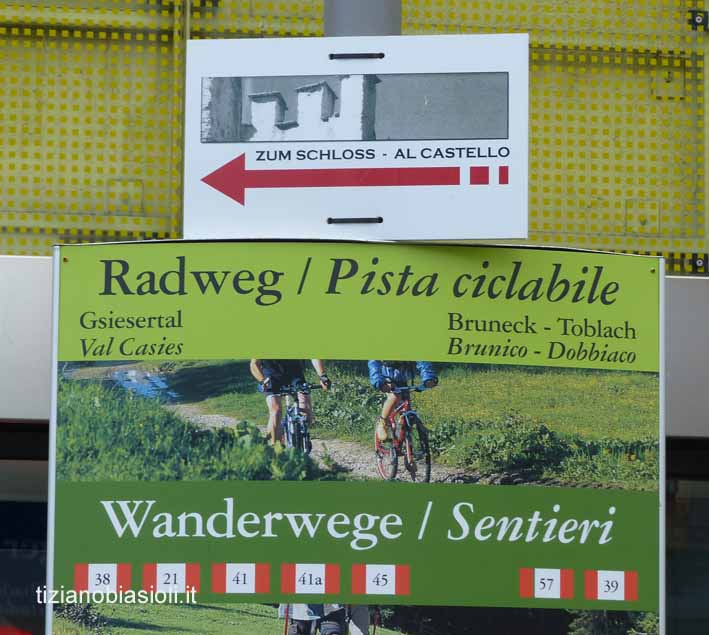 ZUM SCHLOSS - AL CASTELLO
Radweg / Pista ciclabile
Gsiesertal
Val Casies
Bruneck - Toblach
Brunico - Dobbiaco
Wanderwege / Sentieri
38 21 41 41a 45 57 39
tizianobiasioli.it